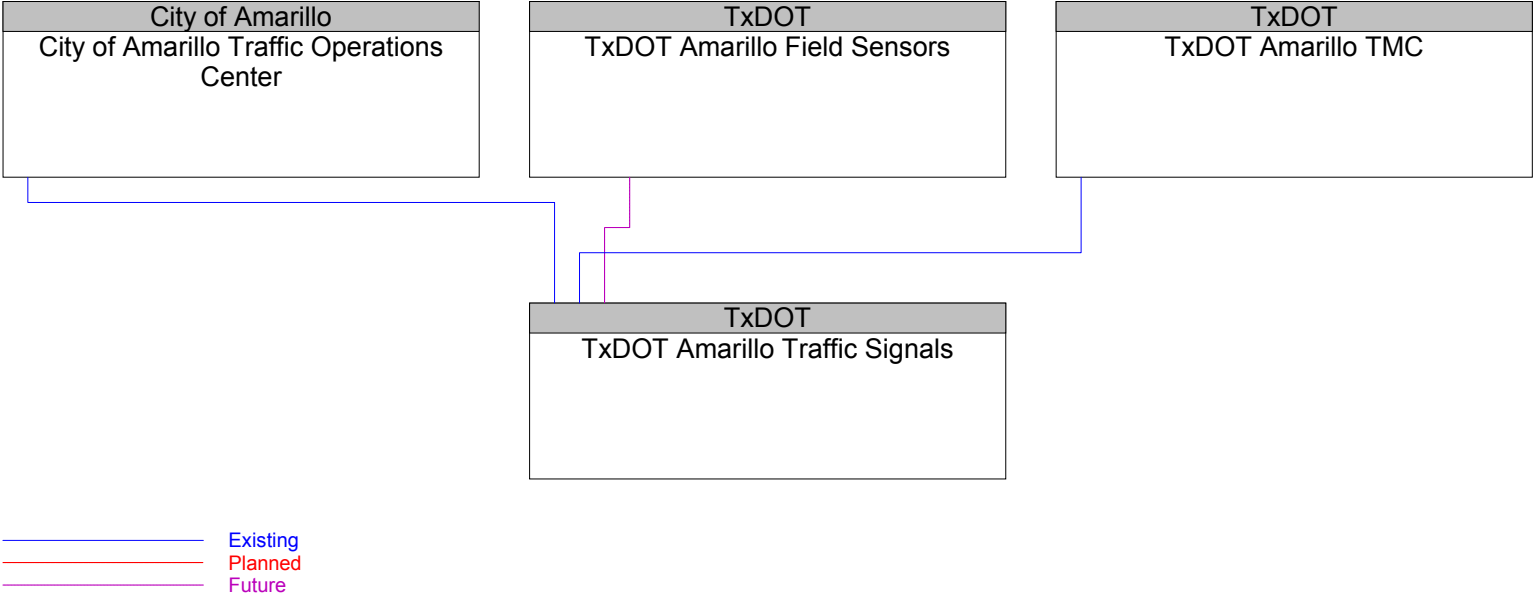 City of Amarillo
City of Amarillo Traffic Operations
Center
TxDOT
TxDOT Amarillo Field Sensors
TxDOT
TxDOT Amarillo TMC
TxDOT
TxDOT Amarillo Traffic Signals
Existing
Planned
Future